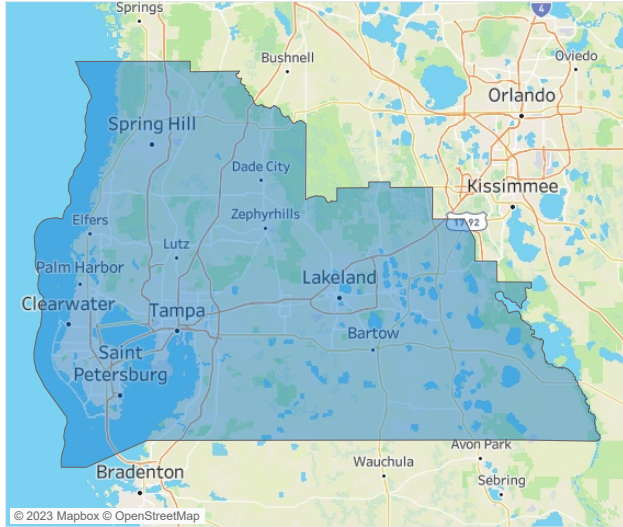 Springs
4
Bushnell
Oviedo
Orlando
Spring Hill
Dade City
Kissimmee
Elfers
Zephyrhills
17-92
Lutz
Palm Harbor
Lakeland
Clearwater
Tampa
Bartow
Saint
Petersburg
Avon Park
Wauchula
Bradenton
Sebring
© 2023 Mapbox © OpenStreetMap